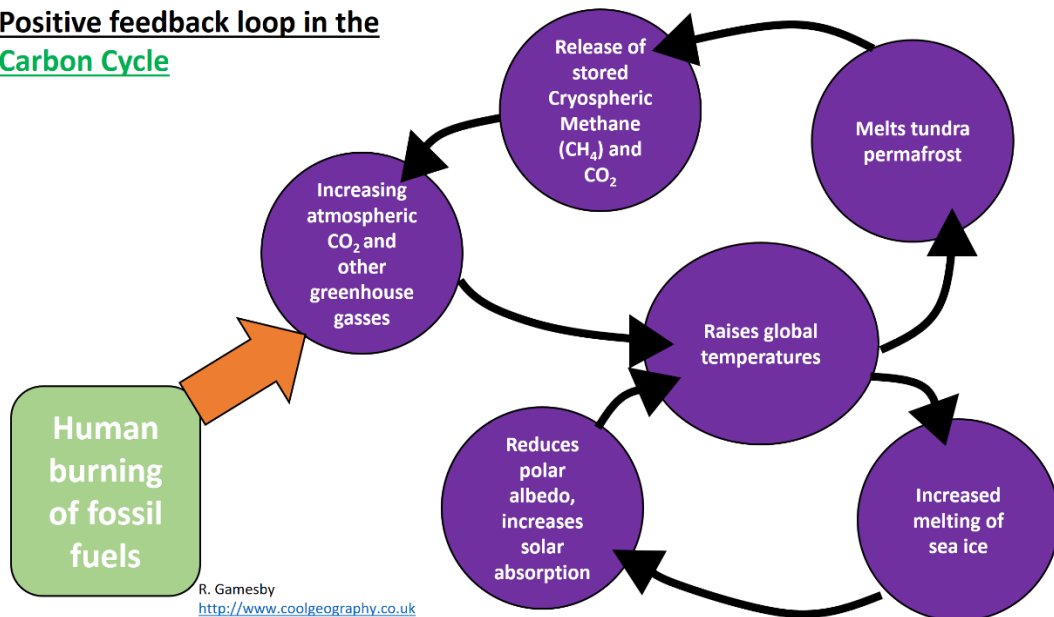 Positive feedback loop in the
Carbon Cycle
Release of
stored
Cryospheric
Methane
(CH₄) and
CO₂
Melts tundra
permafrost
Increasing
atmospheric
CO₂ and
other
greenhouse
gasses
Raises global
temperatures
Human
burning
of fossil
fuels
Reduces
polar
albedo,
increases
solar
absorption
Increased
melting of
sea ice
R. Gamesby
http://www.coolgeography.co.uk